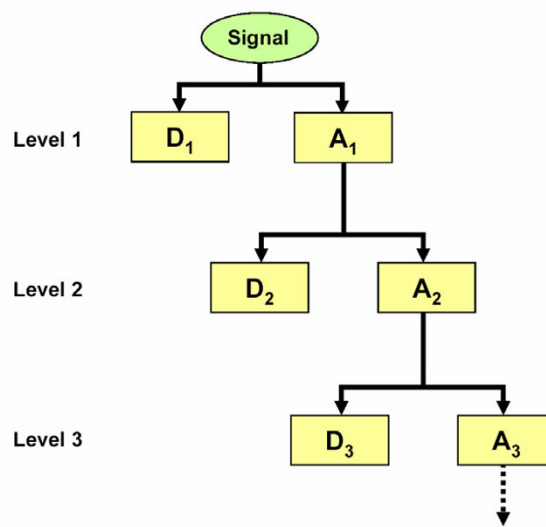 Signal
Level 1 D₁ A₁
Level 2 D₂ A₂
Level 3 D₃ A₃